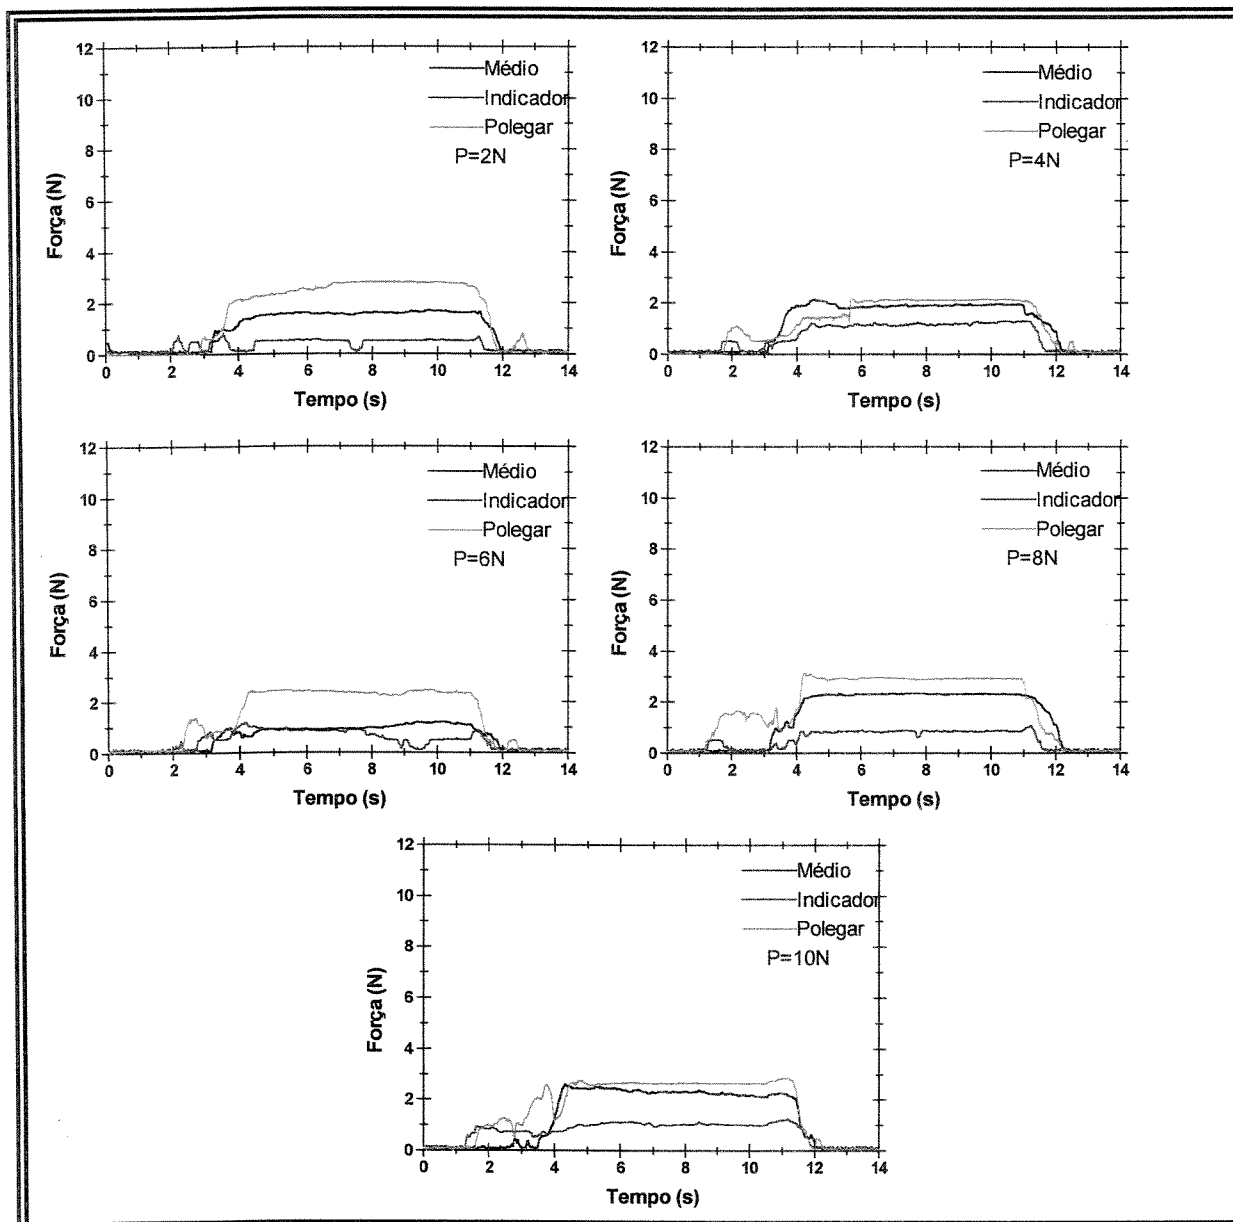 12
10
8
6
4
2
0
Força (N)
Médio
Indicador
Polegar
P=2N
0 2 4 6 8 10 12 14
Tempo (s)
12
10
8
6
4
2
0
Força (N)
Médio
Indicador
Polegar
P=4N
0 2 4 6 8 10 12 14
Tempo (s)
12
10
8
6
4
2
0
Força (N)
Médio
Indicador
Polegar
P=6N
0 2 4 6 8 10 12 14
Tempo (s)
12
10
8
6
4
2
0
Força (N)
Médio
Indicador
Polegar
P=8N
0 2 4 6 8 10 12 14
Tempo (s)
12
10
8
6
4
2
0
Força (N)
Médio
Indicador
Polegar
P=10N
0 2 4 6 8 10 12 14
Tempo (s)